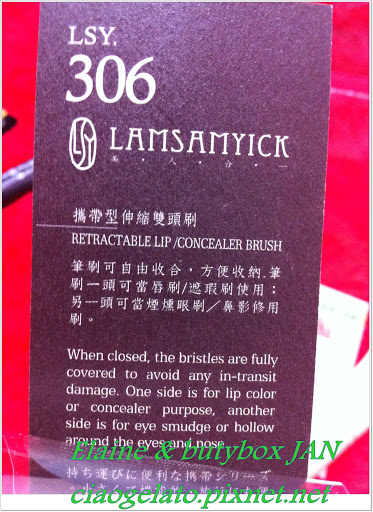 LSY.
306
LSY LAMSAMYICK
美・人・合・一
攜帶型伸縮雙頭刷
RETRACTABLE LIP /CONCEALER BRUSH
筆刷可自由收合，方便收納.筆
刷一頭可當唇刷/遮瑕刷使用；
另一頭可當煙燻眼刷／鼻影修用
刷。
When closed, the bristles are fully
covered to avoid any in-transit
damage. One side is for lip color
or concealer purpose, another
side is for eye smudge or hollow
around the eyes and nose.
Elaine & butybox JAN
持ち運びに便利な携帯シリーズ
ciaogelato.pixnet.net